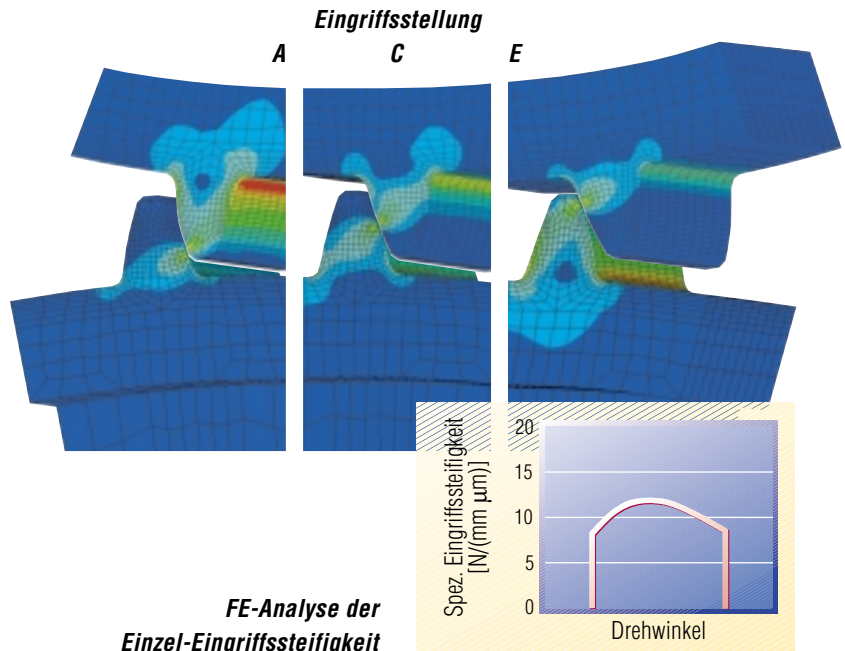 Eingriffsstellung
A C E
Spez. Eingriffssteifigkeit
[N/(mm µm)]
20
15
10
5
0
Drehwinkel
FE-Analyse der
Einzel-Eingriffssteifigkeit